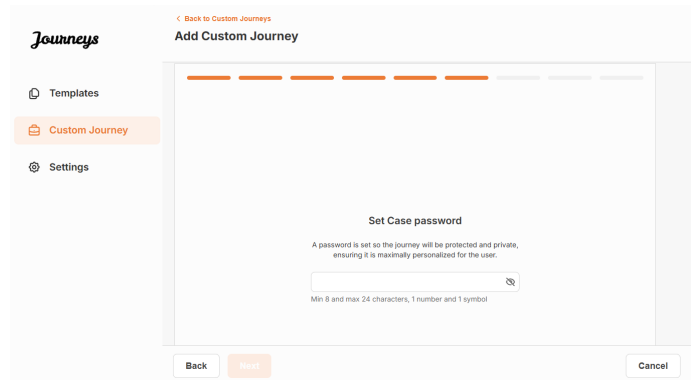 Journeys
Templates
Custom Journey
Settings
Back to Custom Journeys
Add Custom Journey
Set Case password
A password is set so the journey will be protected and private,
ensuring it is maximally personalized for the user.
Min 8 and max 24 characters, 1 number and 1 symbol
Back
Next
Cancel